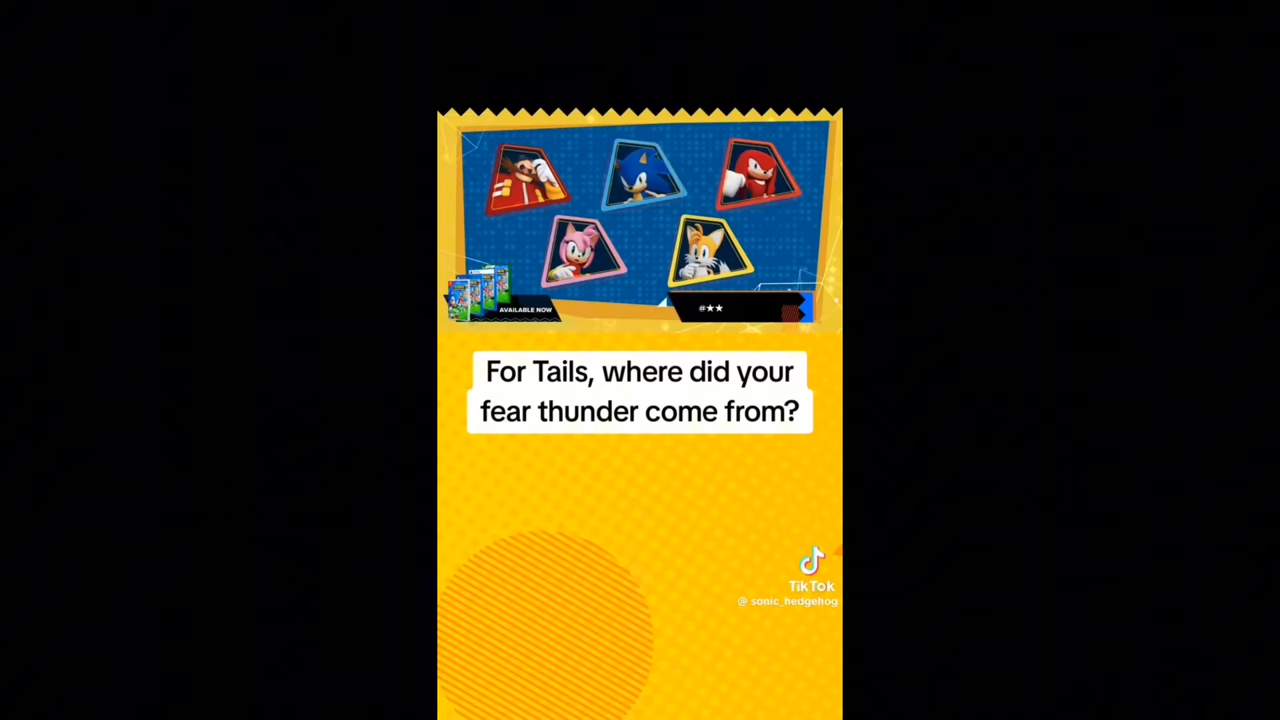 AVAILABLE NOW
@★★
For Tails, where did your
fear thunder come from?
TikTok
@ sonic_hedgehog